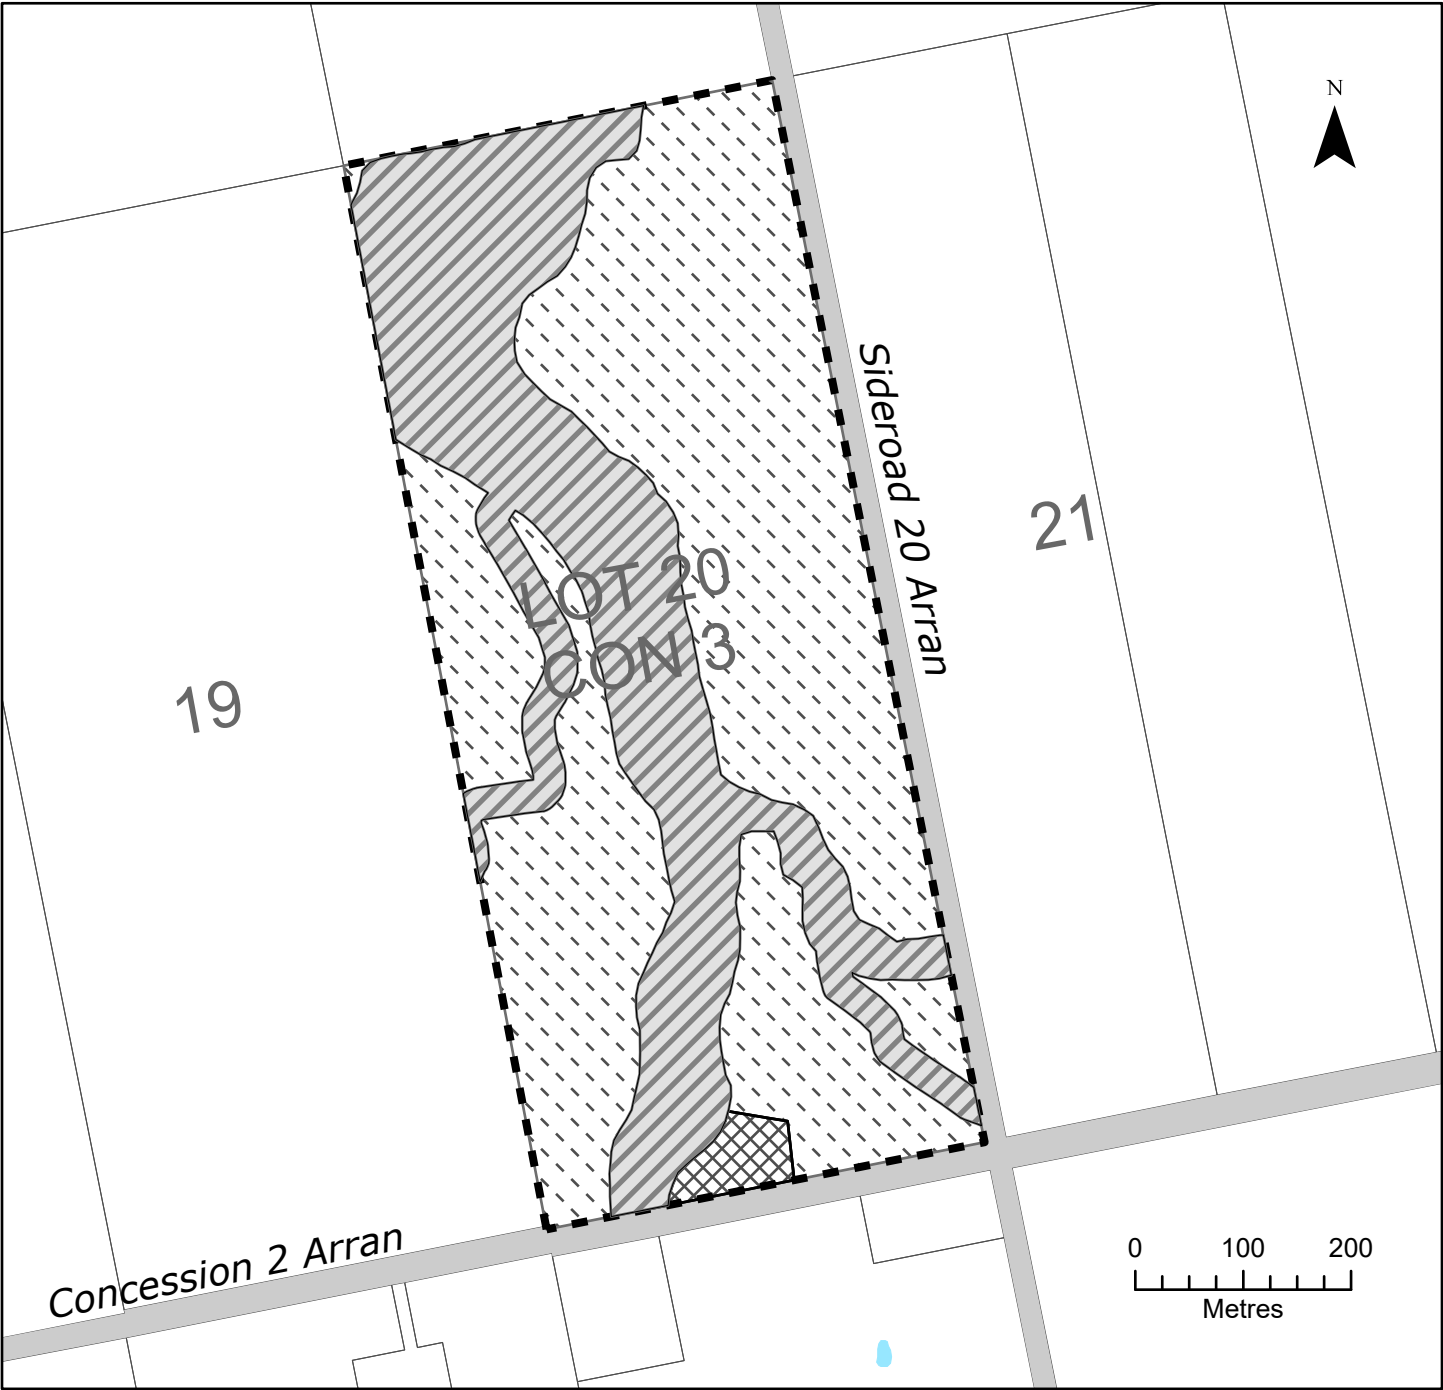 N
Sideroad 20 Arran
21
LOT 20
CON 3
19
Concession 2 Arran
0 100 200
Metres